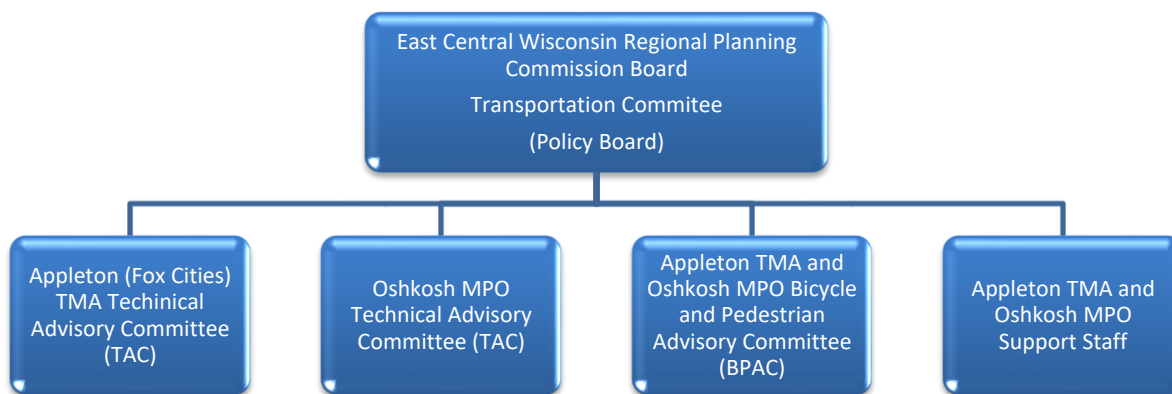 East Central Wisconsin Regional Planning
Commission Board
Transportation Commitee
(Policy Board)
Appleton (Fox Cities)
TMA Techinical
Advisory Committee
(TAC)
Oshkosh MPO
Technical Advisory
Committee (TAC)
Appleton TMA and
Oshkosh MPO Bicycle
and Pedestrian
Advisory Committee
(BPAC)
Appleton TMA and
Oshkosh MPO
Support Staff